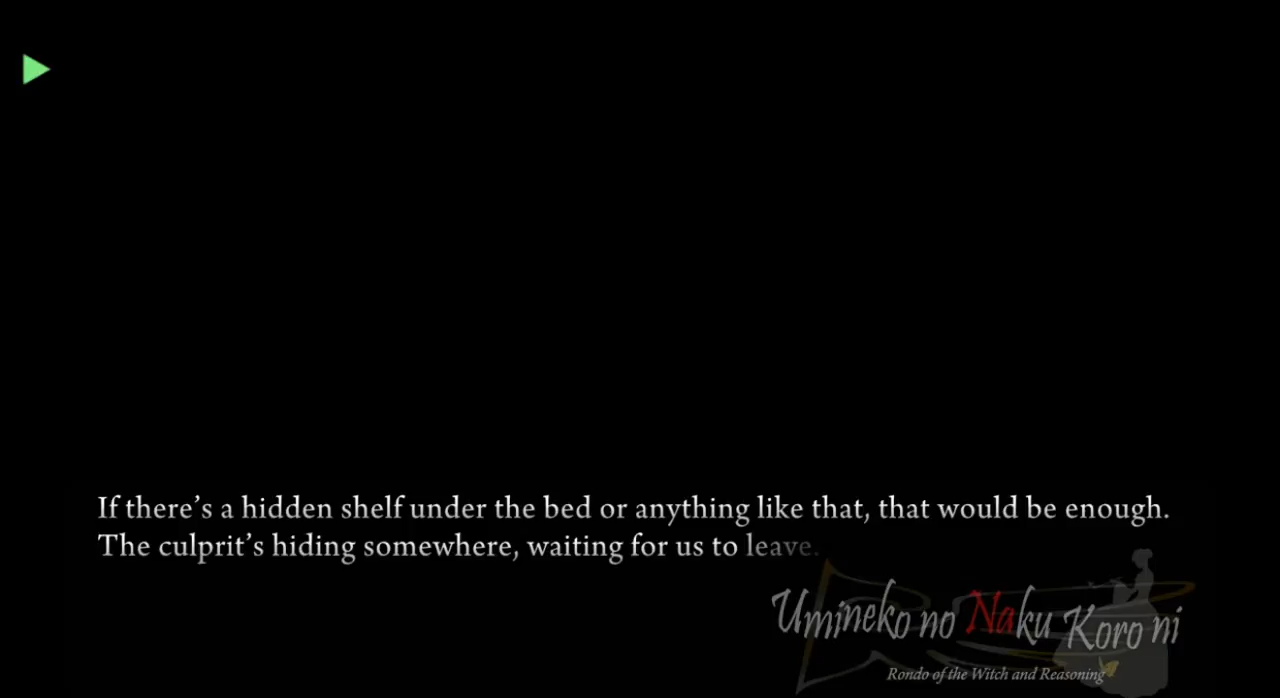 If there’s a hidden shelf under the bed or anything like that, that would be enough.
The culprit’s hiding somewhere, waiting for us to leave.
Umineko no Naku Koro ni
Rondo of the Witch and Reasoning